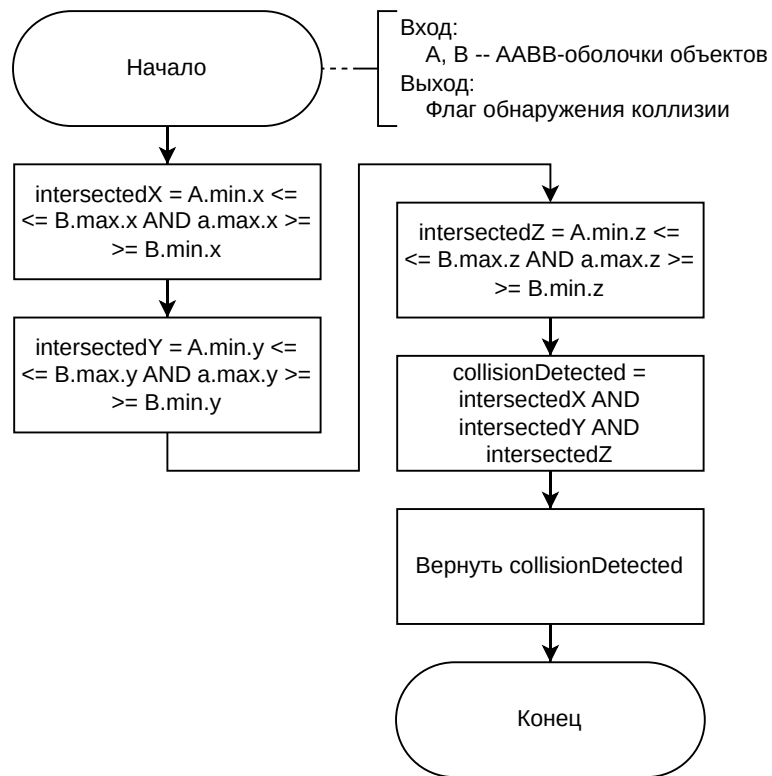 Начало
Вход:
A, B -- AABB-оболочки объектов
Выход:
Флаг обнаружения коллизии
intersectedX = A.min.x <=
<= B.max.x AND a.max.x >=
>= B.min.x
intersectedY = A.min.y <=
<= B.max.y AND a.max.y >=
>= B.min.y
intersectedZ = A.min.z <=
<= B.max.z AND a.max.z >=
>= B.min.z
collisionDetected =
intersectedX AND
intersectedY AND
intersectedZ
Вернуть collisionDetected
Конец